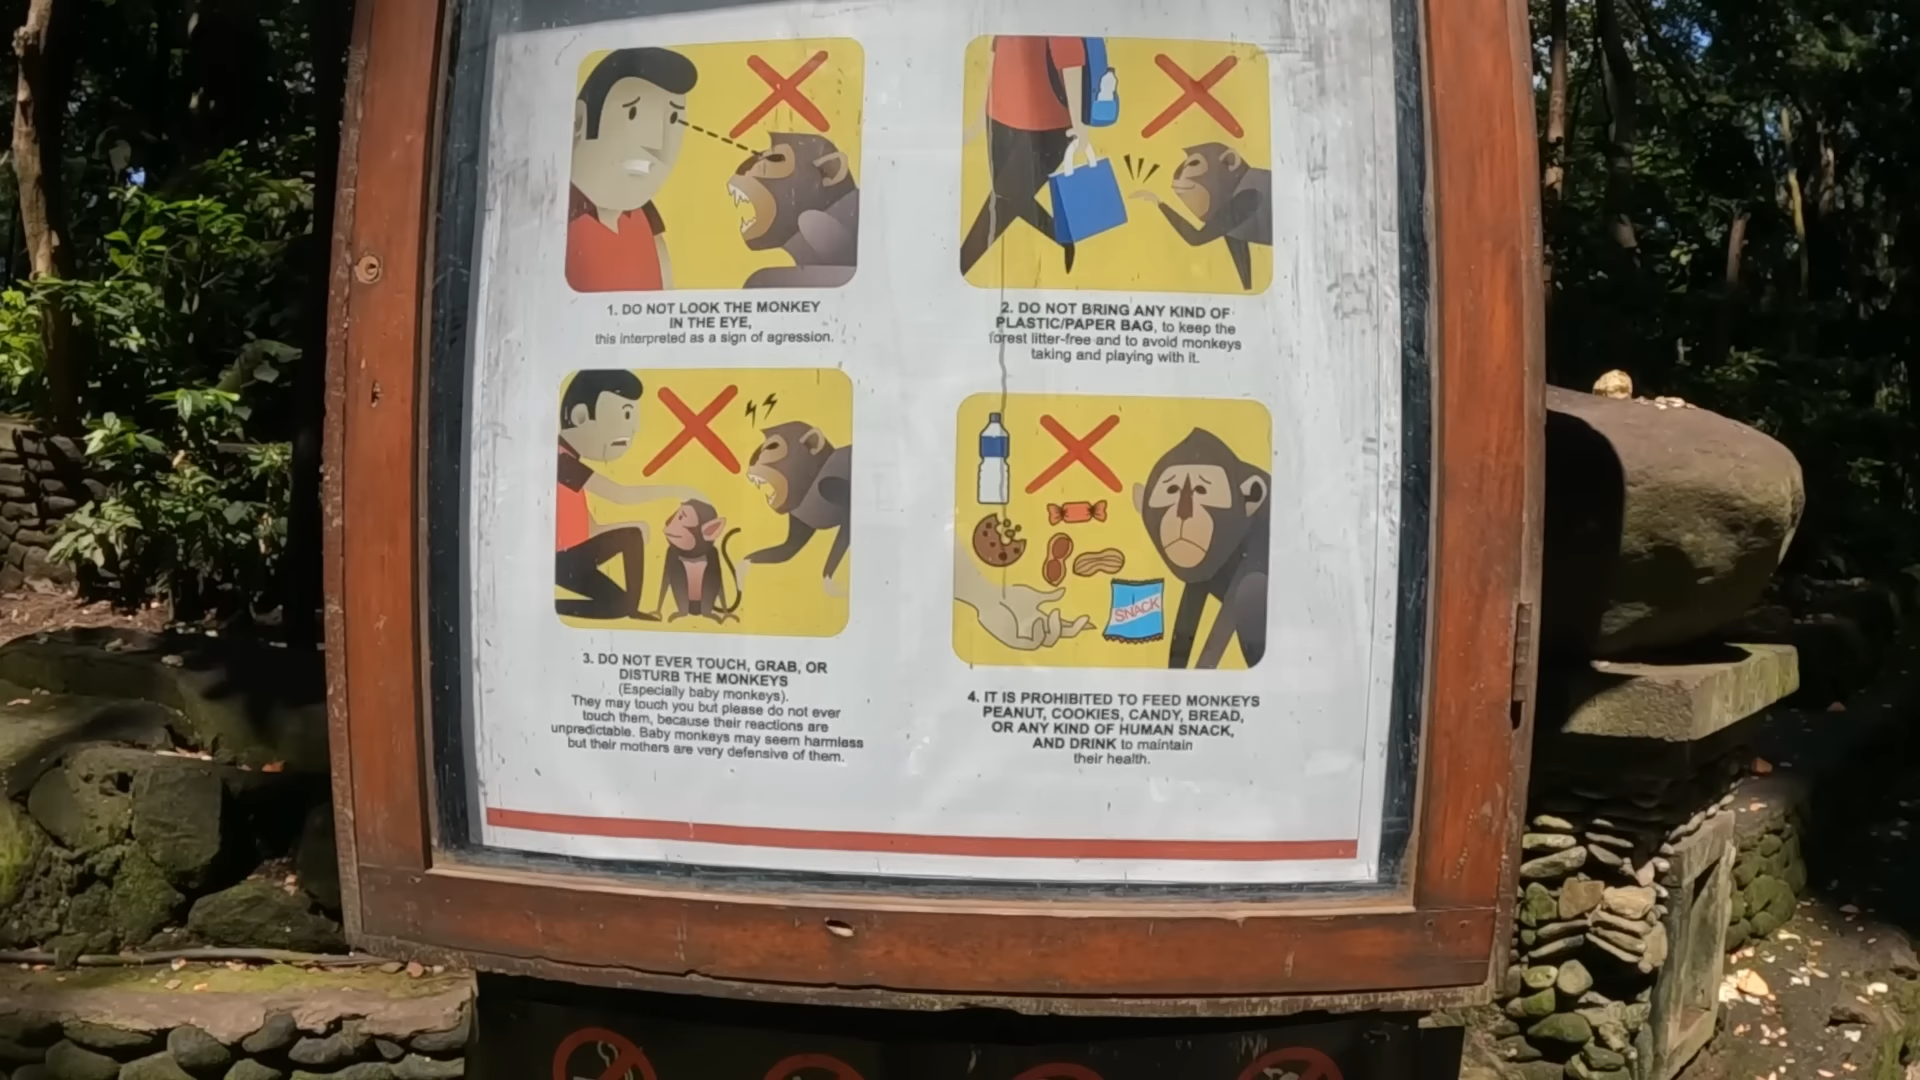 1. DO NOT LOOK THE MONKEY
IN THE EYE,
this interpreted as a sign of agression.
2. DO NOT BRING ANY KIND OF
PLASTIC/PAPER BAG, to keep the
forest litter-free and to avoid monkeys
taking and playing with it.
3. DO NOT EVER TOUCH, GRAB, OR
DISTURB THE MONKEYS
(Especially baby monkeys).
They may touch you but please do not ever
touch them, because their reactions are
unpredictable. Baby monkeys may seem harmless
but their mothers are very defensive of them.
SNACK
4. IT IS PROHIBITED TO FEED MONKEYS
PEANUT, COOKIES, CANDY, BREAD,
OR ANY KIND OF HUMAN SNACK,
AND DRINK to maintain
their health.